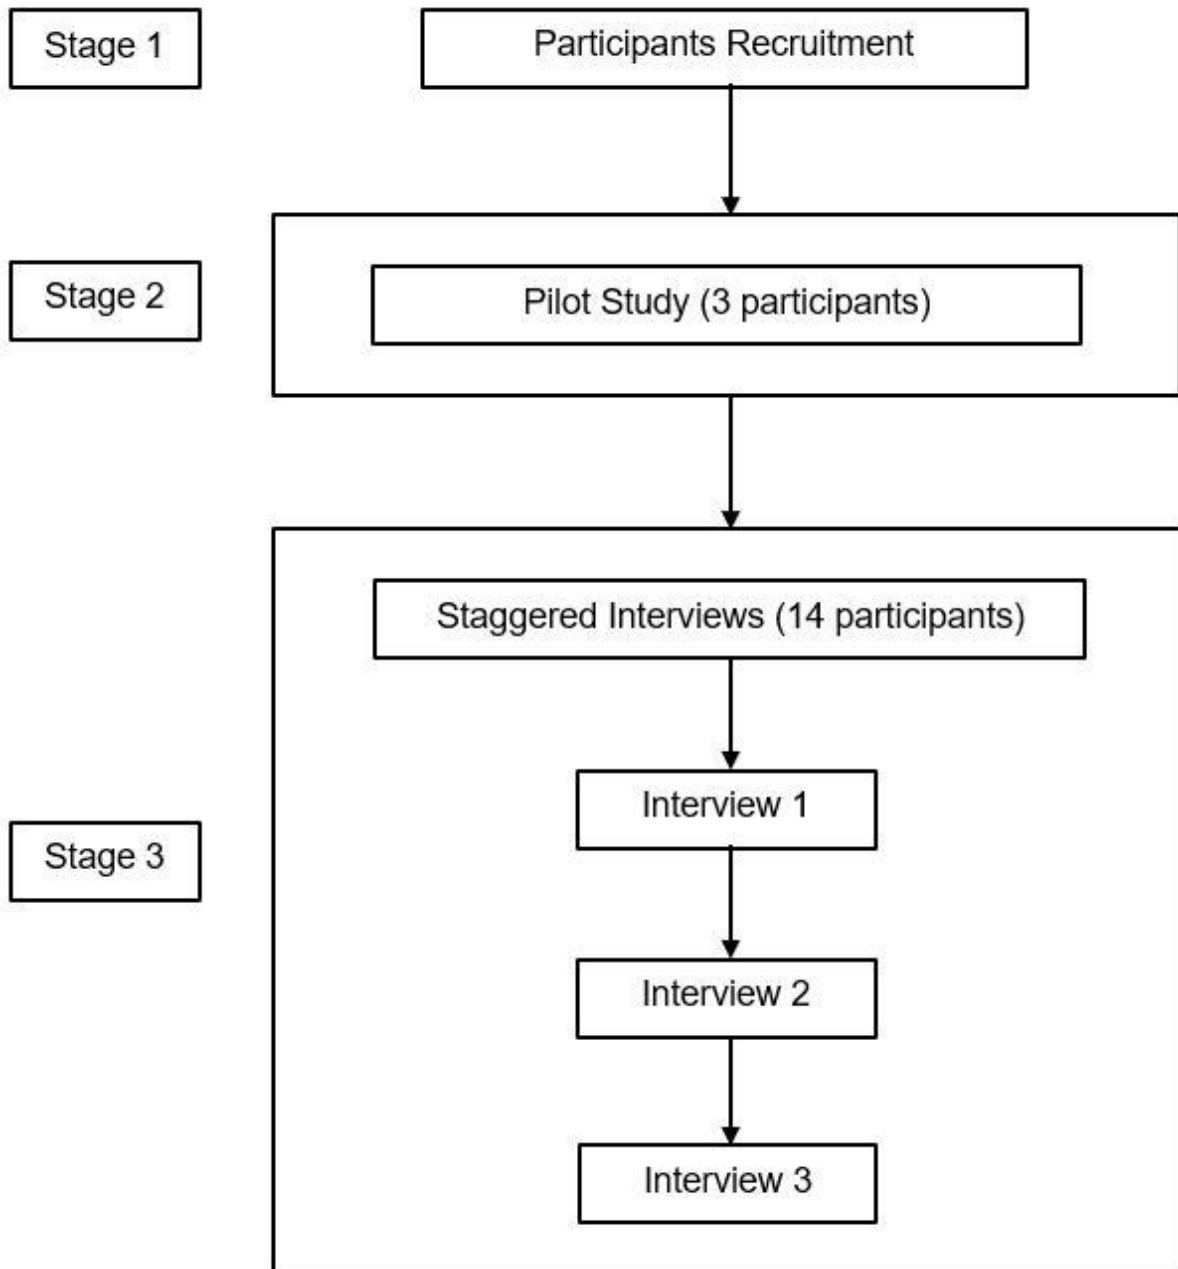 Stage 1
Participants Recruitment
Stage 2
Pilot Study (3 participants)
Staggered Interviews (14 participants)
Interview 1
Stage 3
Interview 2
Interview 3